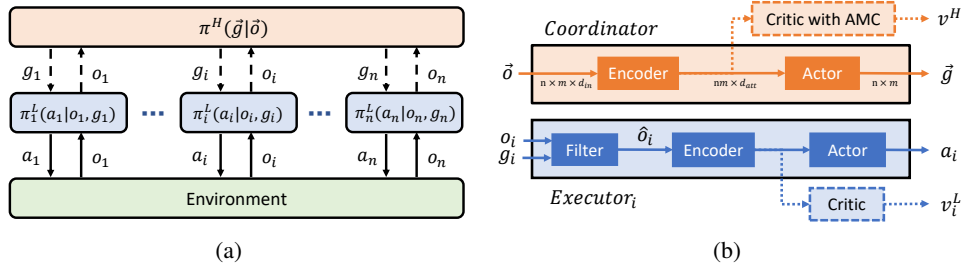 π^H(g⃗|o⃗)
g_1 o_1 g_i o_i g_n o_n
π_1^L(a_1|o_1, g_1) ... π_i^L(a_i|o_i, g_i) ... π_n^L(a_n|o_n, g_n)
a_1 o_1 a_i o_i a_n o_n
Environment
(a)
Critic with AMC v^H
Coordinator
o⃗ n × m × d_in Encoder nm × d_att Actor n × m g⃗
o_i
g_i Filter ô_i Encoder Actor a_i
Executor_i
Critic v_i^L
(b)